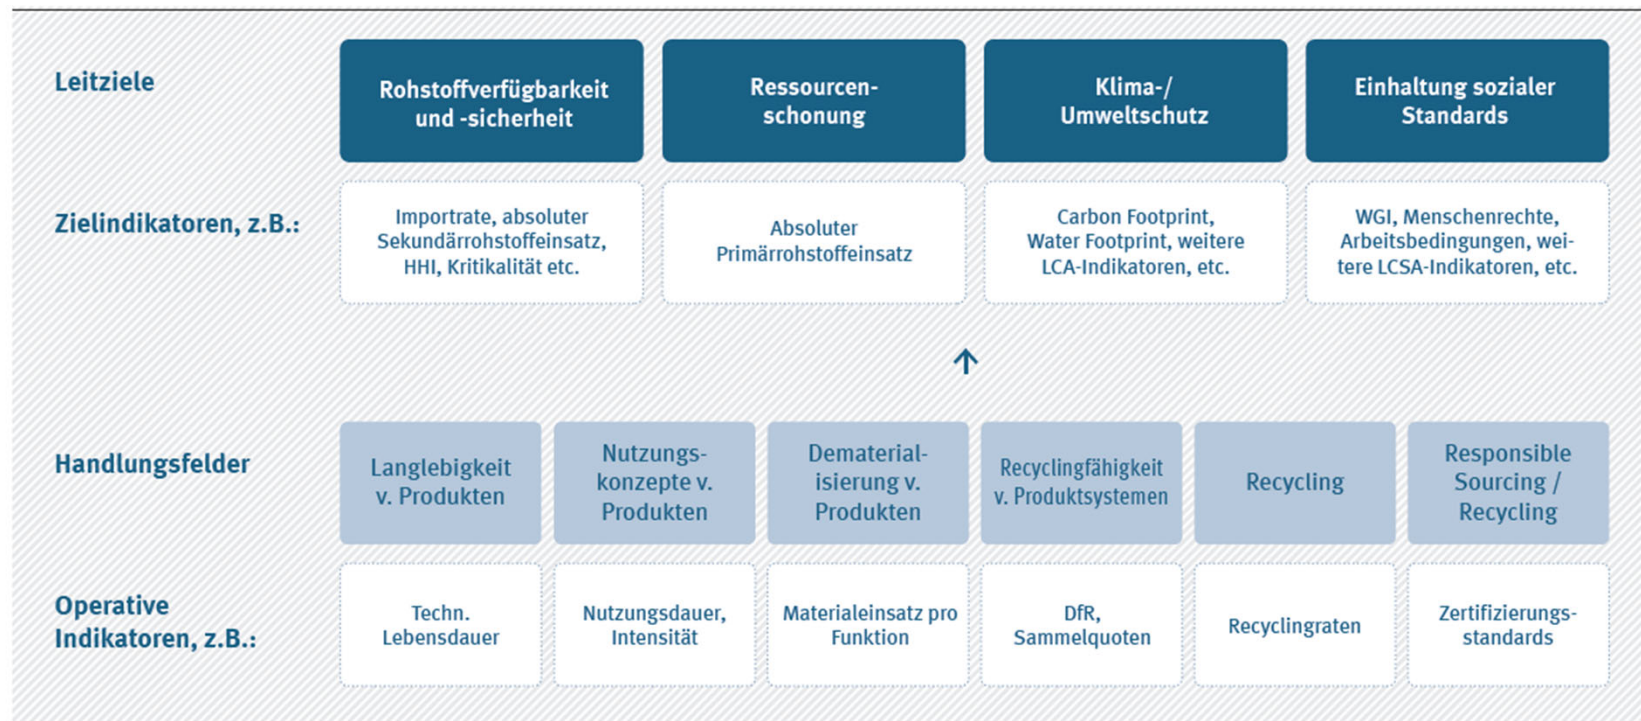 Leitziele
Rohstoffverfügbarkeit
und -sicherheit
Ressourcen-
schonung
Klima-/
Umweltschutz
Einhaltung sozialer
Standards
Zielindikatoren, z.B.:
Importrate, absoluter
Sekundärrohstoffeinsatz,
HHI, Kritikalität etc.
Absoluter
Primärrohstoffeinsatz
Carbon Footprint,
Water Footprint, weitere
LCA-Indikatoren, etc.
WGI, Menschenrechte,
Arbeitsbedingungen, wei-
tere LCSA-Indikatoren, etc.
Handlungsfelder
Langlebigkeit
v. Produkten
Nutzungs-
konzepte v.
Produkten
Demateriali-
isierung v.
Produkten
Recyclingfähigkeit
v. Produktsystemen
Recycling
Responsible
Sourcing /
Recycling
Operative
Indikatoren, z.B.:
Techn.
Lebensdauer
Nutzungsdauer,
Intensität
Materialeinsatz pro
Funktion
DfR,
Sammelquoten
Recyclingraten
Zertifizierungs-
standards